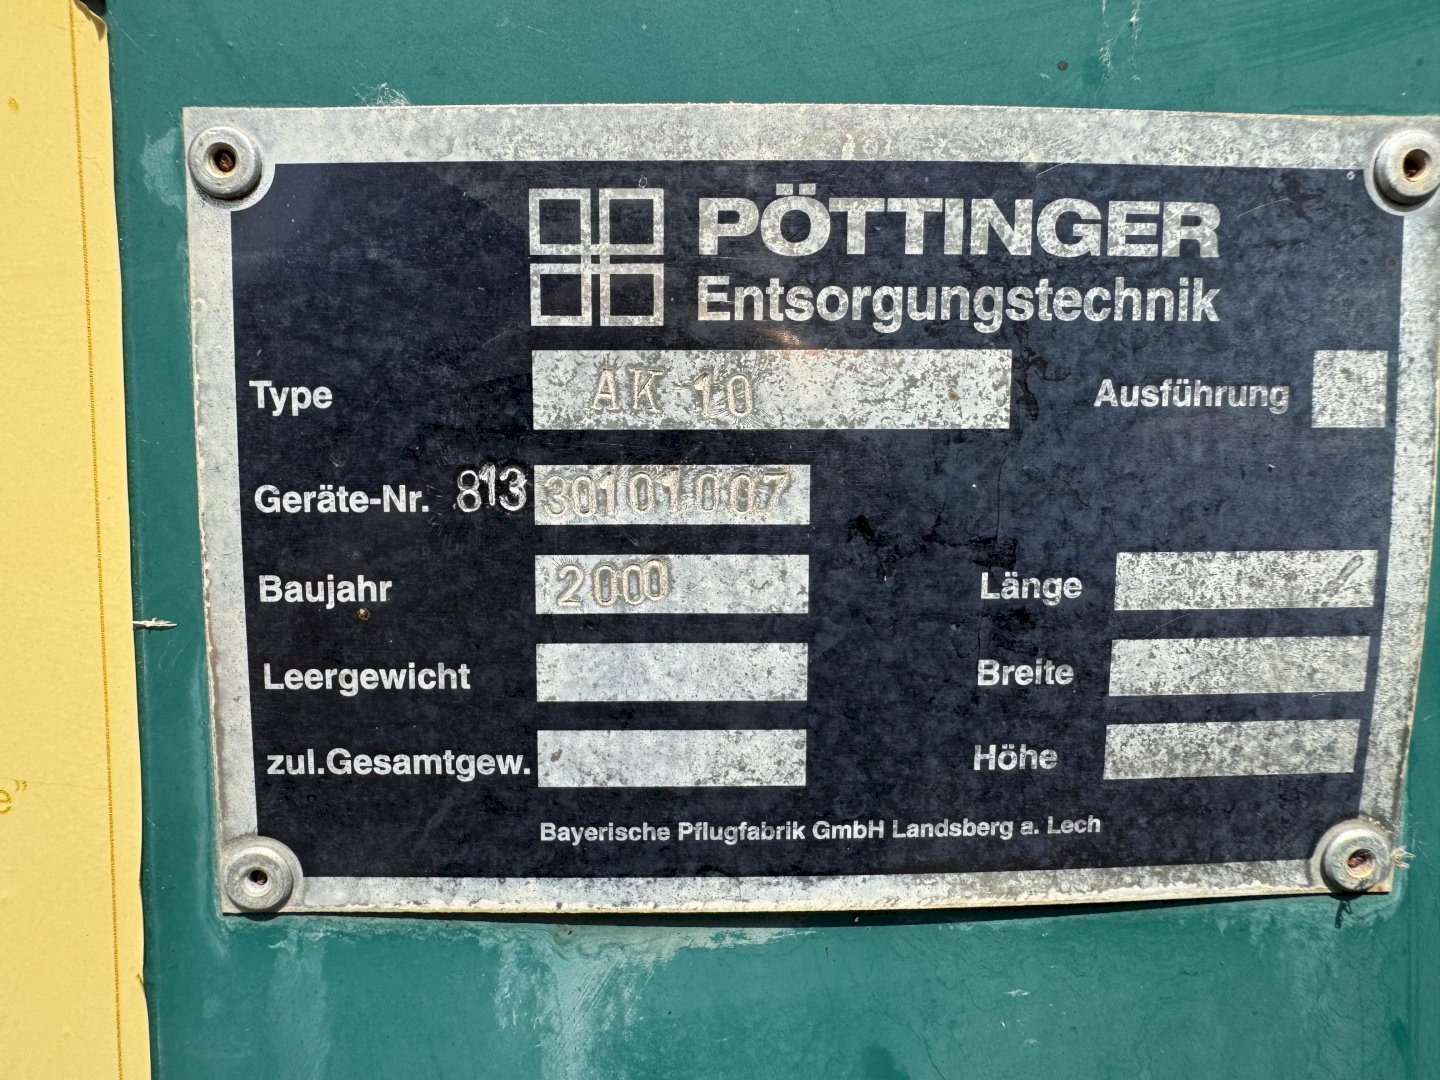 PÖTTINGER
Entsorgungstechnik
Type AK 10 Ausführung
Geräte-Nr. 813 30101007
Baujahr 2000 Länge
Leergewicht Breite
zul.Gesamtgew. Höhe
Bayerische Pflugfabrik GmbH Landsberg a. Lech